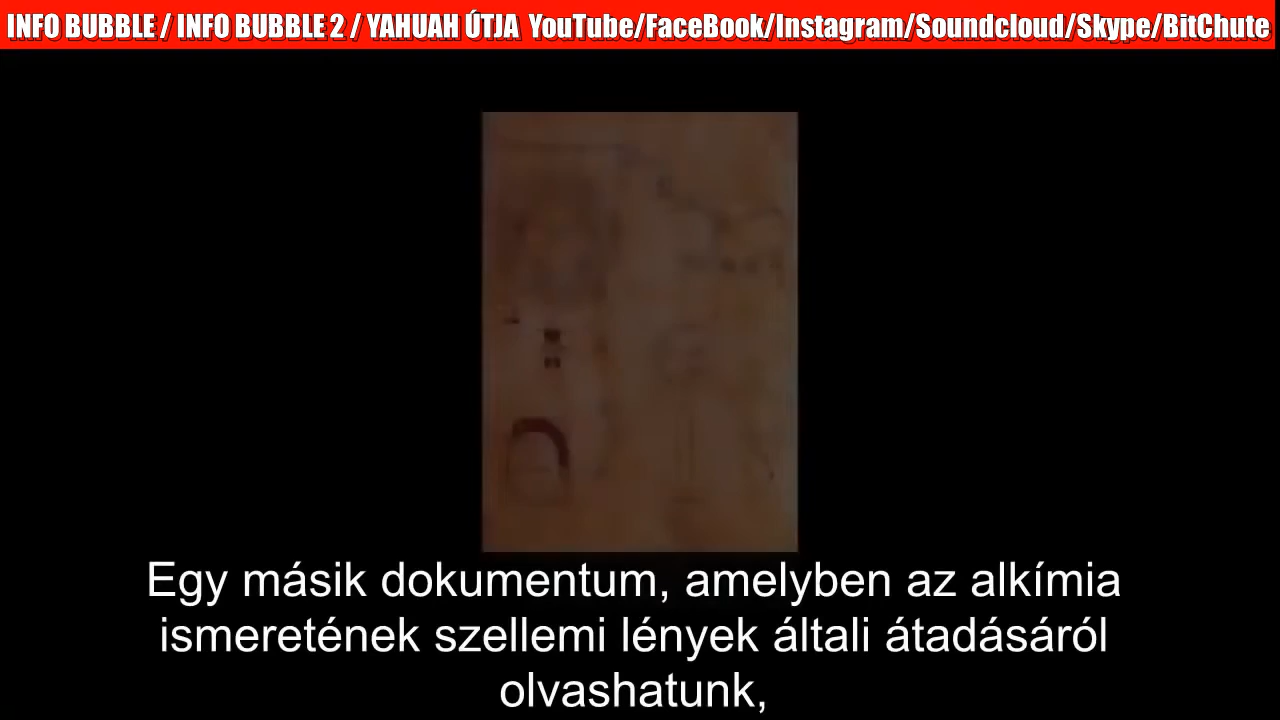 INFO BUBBLE / INFO BUBBLE 2 / YAHUAH ÚTJA YouTube/FaceBook/Instagram/Soundcloud/Skype/BitChute
Egy másik dokumentum, amelyben az alkímia
ismeretének szellemi lények általi átadásáról
olvashatunk,